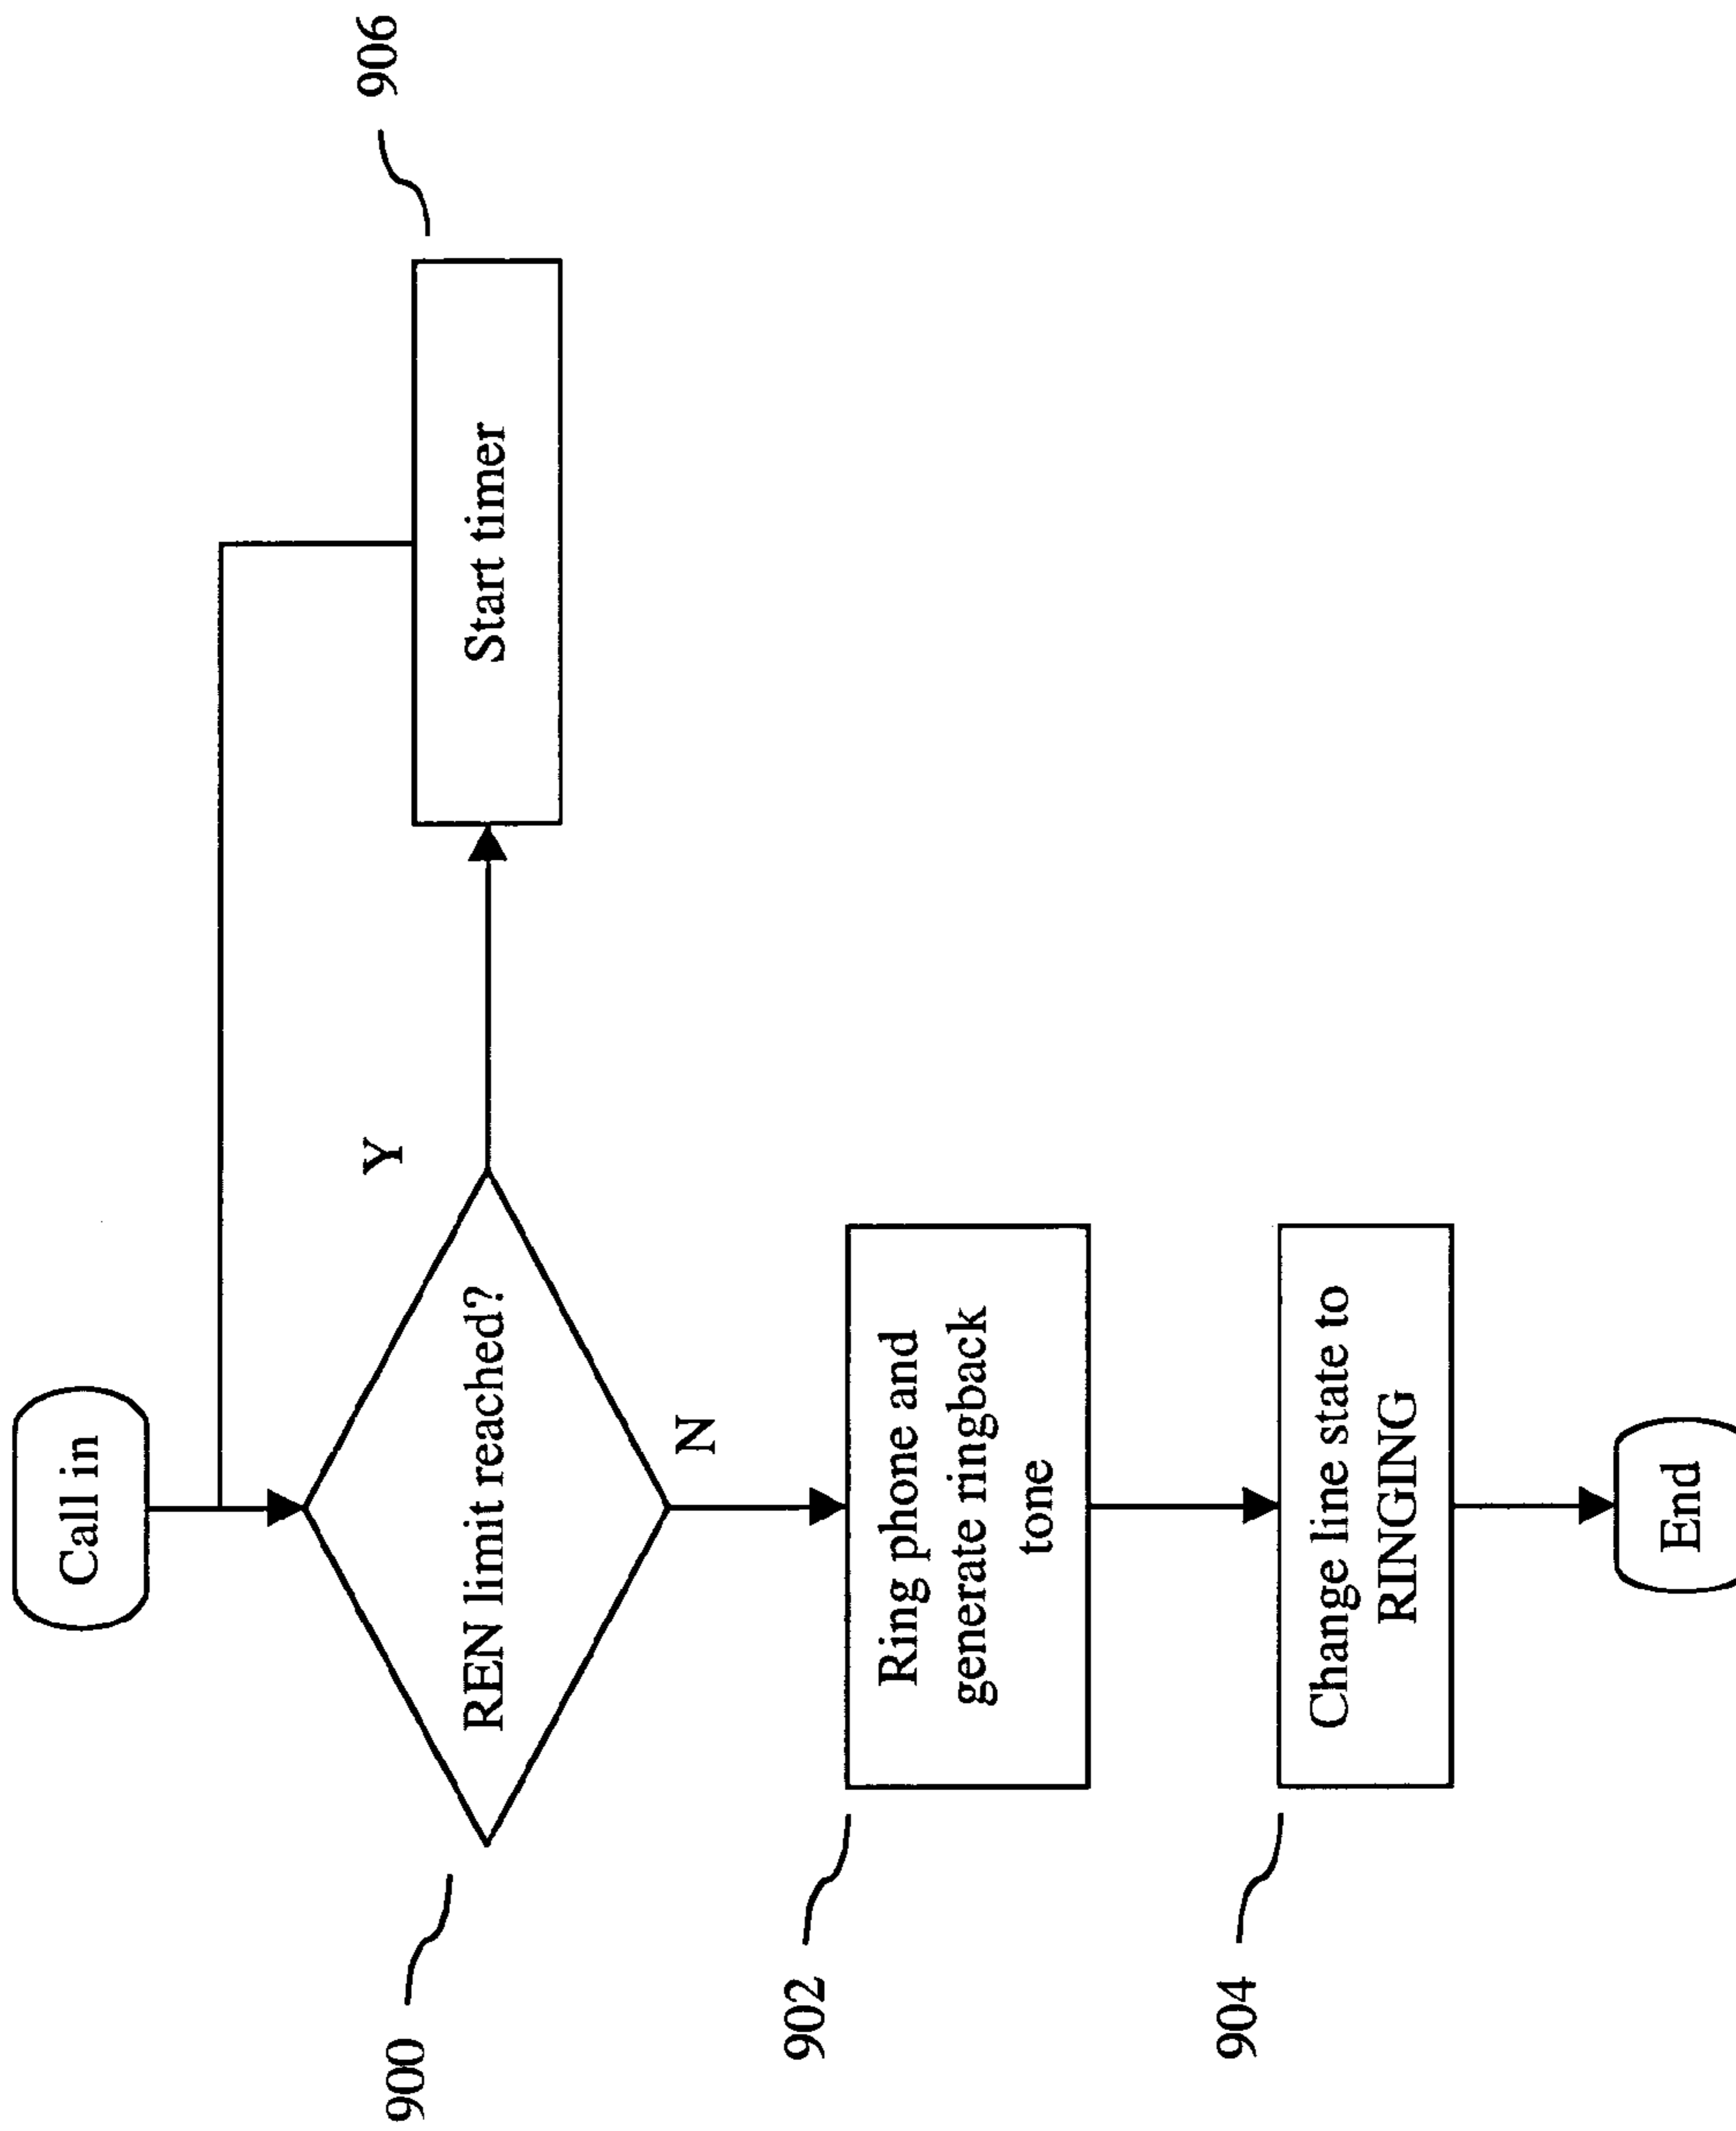 Call in
906
Y
900
REN limit reached?
Start timer
N
902
Ring phone and
generate ringback
tone
904
Change line state to
RINGING
End